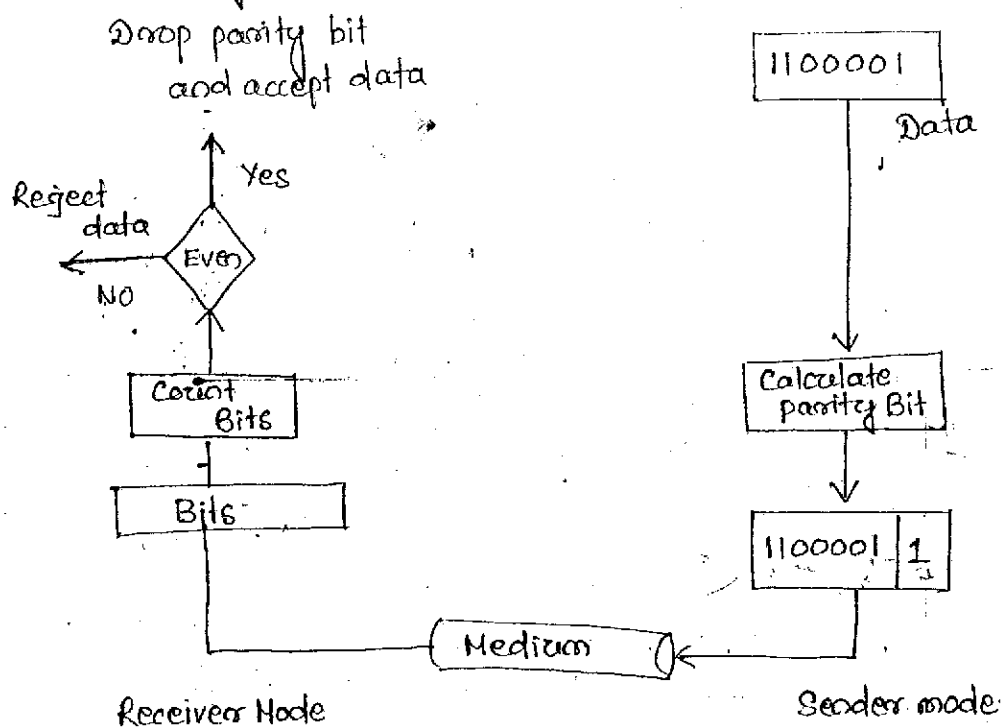 Drop parity bit
and accept data
Yes
Reject
data
Even
NO
Count
Bits
Bits
Receiver Node
Medium
1100001
Data
Calculate
parity Bit
1100001 1
Sender mode